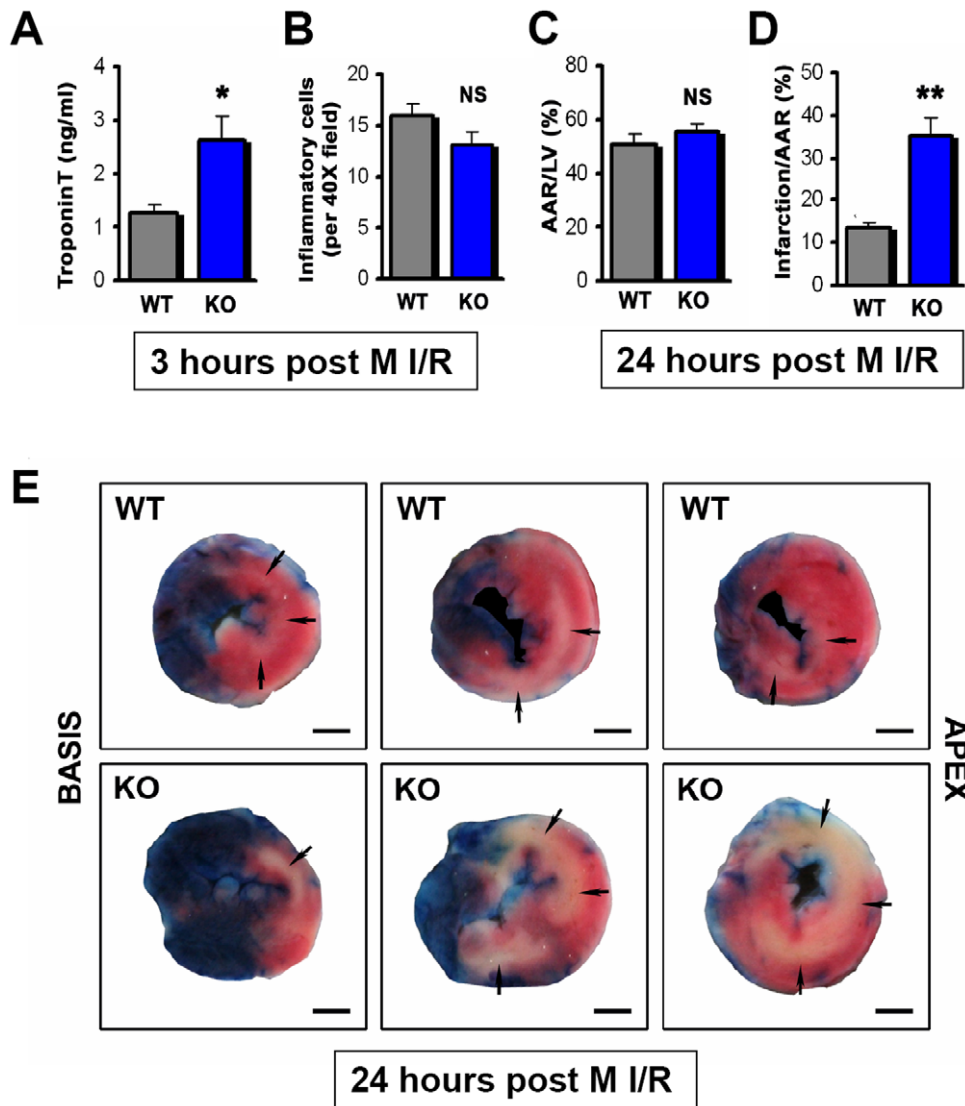 A
Troponin T (ng/ml)
4
3
2
1
0
*
WT KO
B
Inflammatory cells
(per 40X field)
20
15
10
5
0
NS
WT KO
3 hours post M I/R
C
AAR/LV (%)
80
60
40
20
0
NS
WT KO
D
Infarction/AAR (%)
50
40
30
20
10
0
**
WT KO
24 hours post M I/R
E
BASIS
WT
WT
WT
KO
KO
KO
APEX
24 hours post M I/R